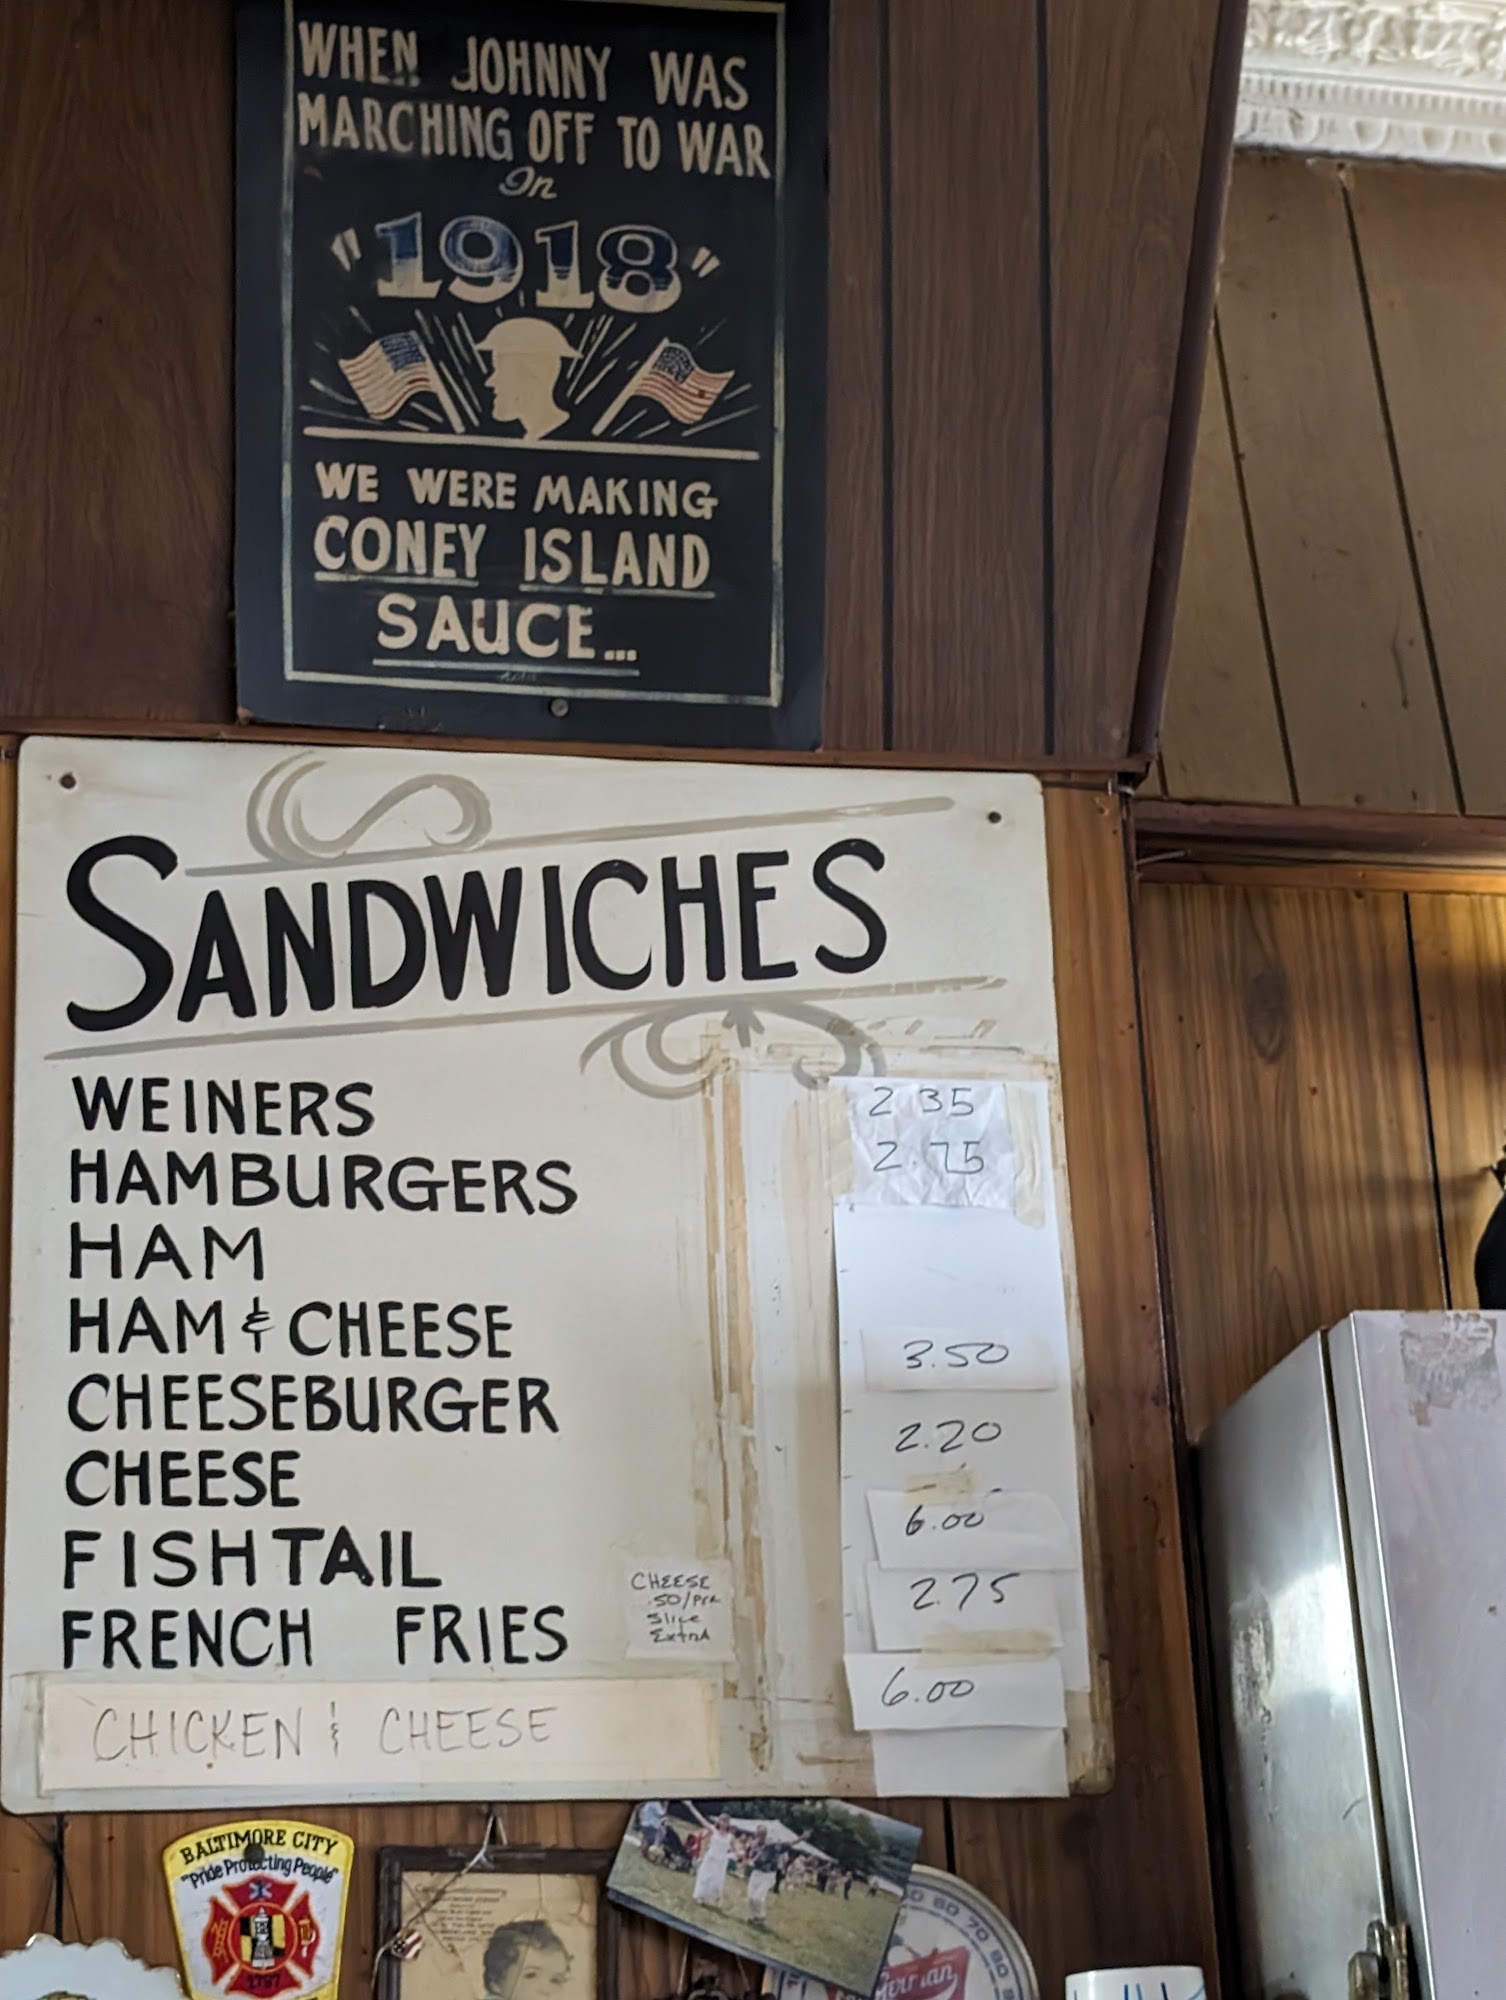 WHEN JOHNNY WAS
MARCHING OFF TO WAR
In
"1918"
WE WERE MAKING
CONEY ISLAND
SAUCE...
SANDWICHES
WEINERS 2 35
HAMBURGERS 2.75
HAM
HAM & CHEESE 3.50
CHEESEBURGER 2.20
CHEESE 6.00
FISHTAIL 2.75
FRENCH FRIES 6.00
CHEESE
.50/PER
Slice
Extra
CHICKEN & CHEESE
BALTIMORE CITY
"Pride Protecting People"